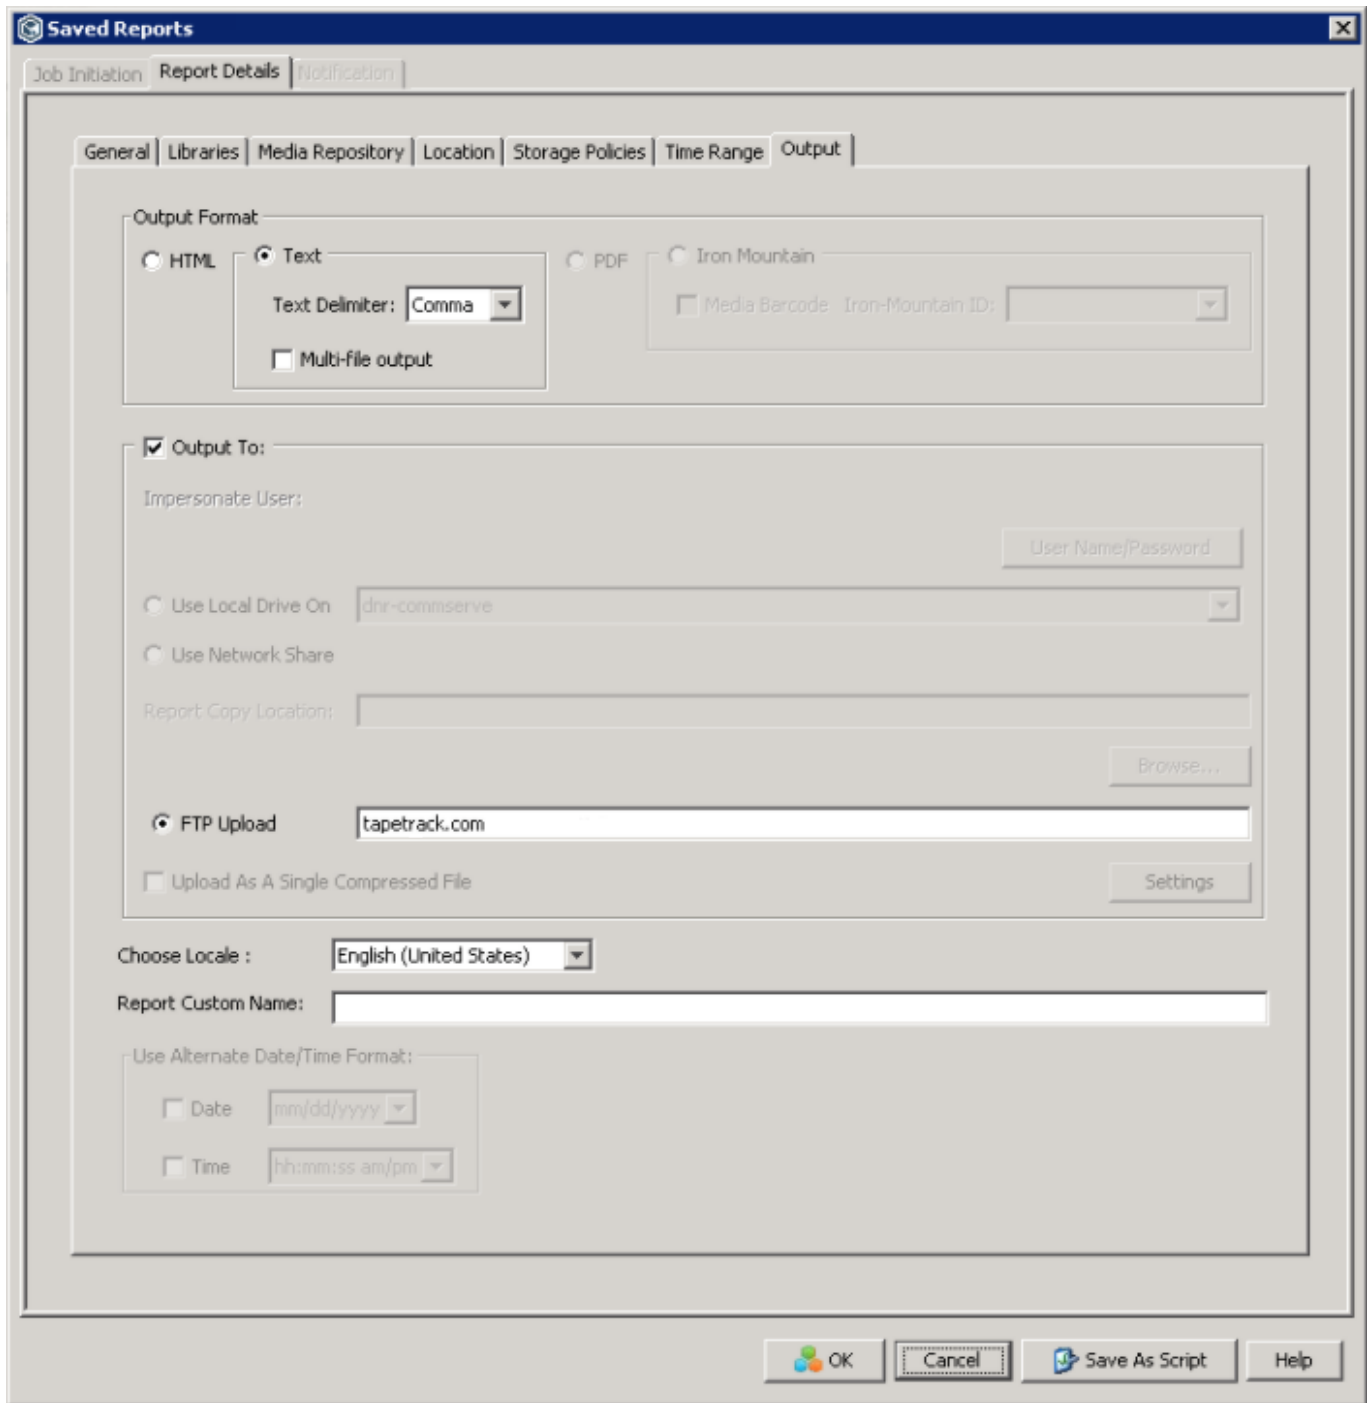 Saved Reports
Job Initiation Report Details Notification
General Libraries Media Repository Location Storage Policies Time Range Output
Output Format
HTML Text PDF Iron Mountain
Text Delimiter: Comma Media Barcode Iron-Mountain ID:
Multi-file output
Output To:
Impersonate User:
User Name/Password
Use Local Drive On dnr-commserve
Use Network Share
Report Copy Location:
Browse...
FTP Upload tapetrack.com
Upload As A Single Compressed File Settings
Choose Locale : English (United States)
Report Custom Name:
Use Alternate Date/Time Format:
Date mm/dd/yyyy
Time hh:mm:ss am/pm
OK Cancel Save As Script Help